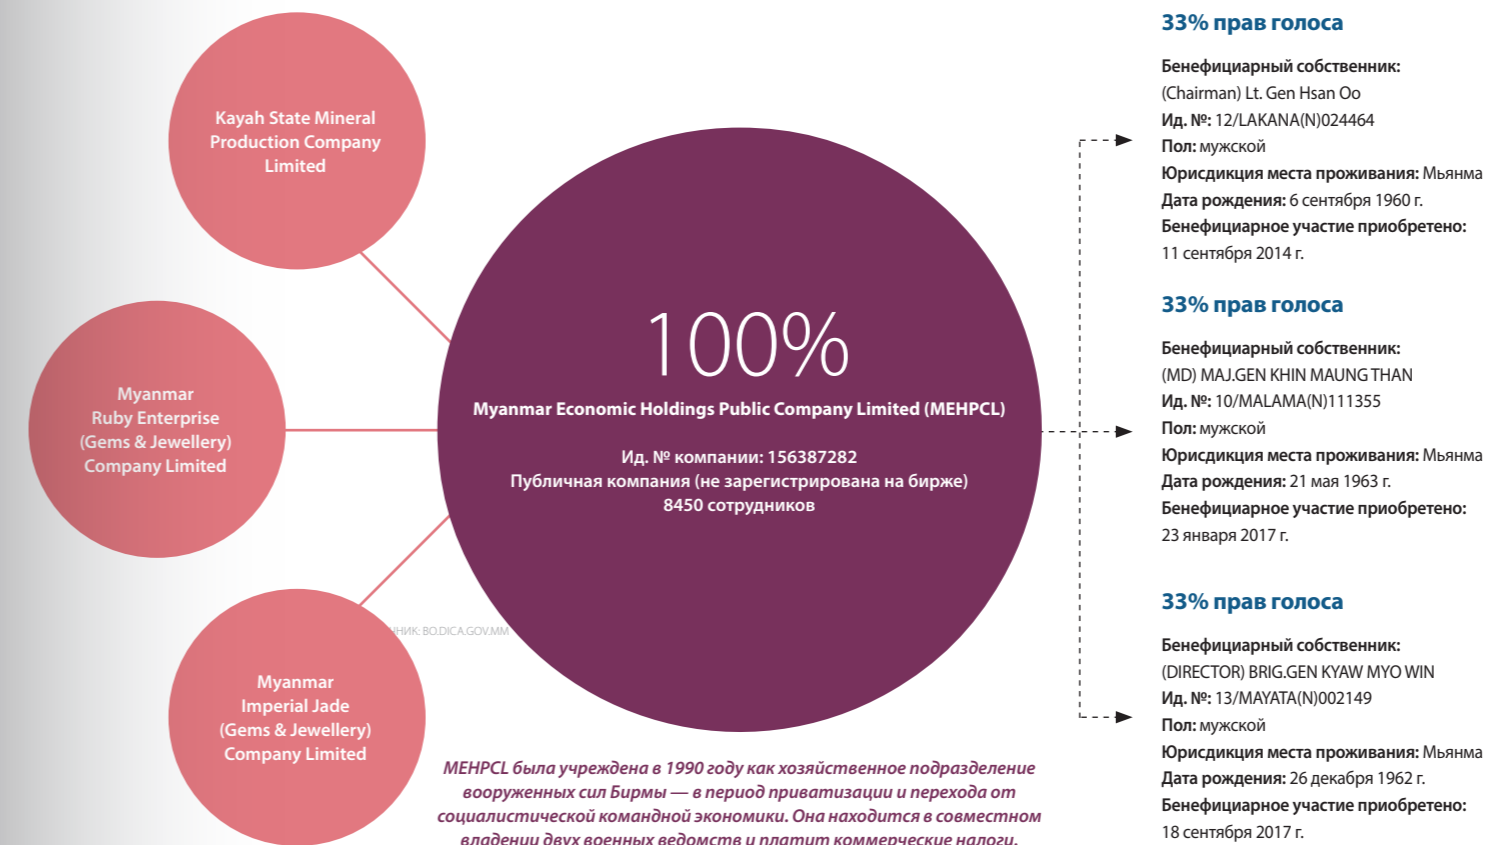 Kayah State Mineral
Production Company
Limited
Myanmar
Ruby Enterprise
(Gems & Jewellery)
Company Limited
Myanmar
Imperial Jade
(Gems & Jewellery)
Company Limited
BO.DICA.GOV.MM
100%
Myanmar Economic Holdings Public Company Limited (MEHPCL)
Ид. № компании: 156387282
Публичная компания (не зарегистрирована на бирже)
8450 сотрудников
MEHPCL была учреждена в 1990 году как хозяйственное подразделение
вооруженных сил Бирмы — в период приватизации и перехода от
социалистической командной экономики. Она находится в совместном
владении двух военных ведомств и платит коммерческие налоги.
33% прав голоса
Бенефициарный собственник:
(Chairman) Lt. Gen Hsan Oo
Ид. №: 12/LAKANA(N)024464
Пол: мужской
Юрисдикция места проживания: Мьянма
Дата рождения: 6 сентября 1960 г.
Бенефициарное участие приобретено:
11 сентября 2014 г.
33% прав голоса
Бенефициарный собственник:
(MD) MAJ.GEN KHIN MAUNG THAN
Ид. №: 10/MALAMA(N)111355
Пол: мужской
Юрисдикция места проживания: Мьянма
Дата рождения: 21 мая 1963 г.
Бенефициарное участие приобретено:
23 января 2017 г.
33% прав голоса
Бенефициарный собственник:
(DIRECTOR) BRIG.GEN KYAW MYO WIN
Ид. №: 13/MAYATA(N)002149
Пол: мужской
Юрисдикция места проживания: Мьянма
Дата рождения: 26 декабря 1962 г.
Бенефициарное участие приобретено:
18 сентября 2017 г.